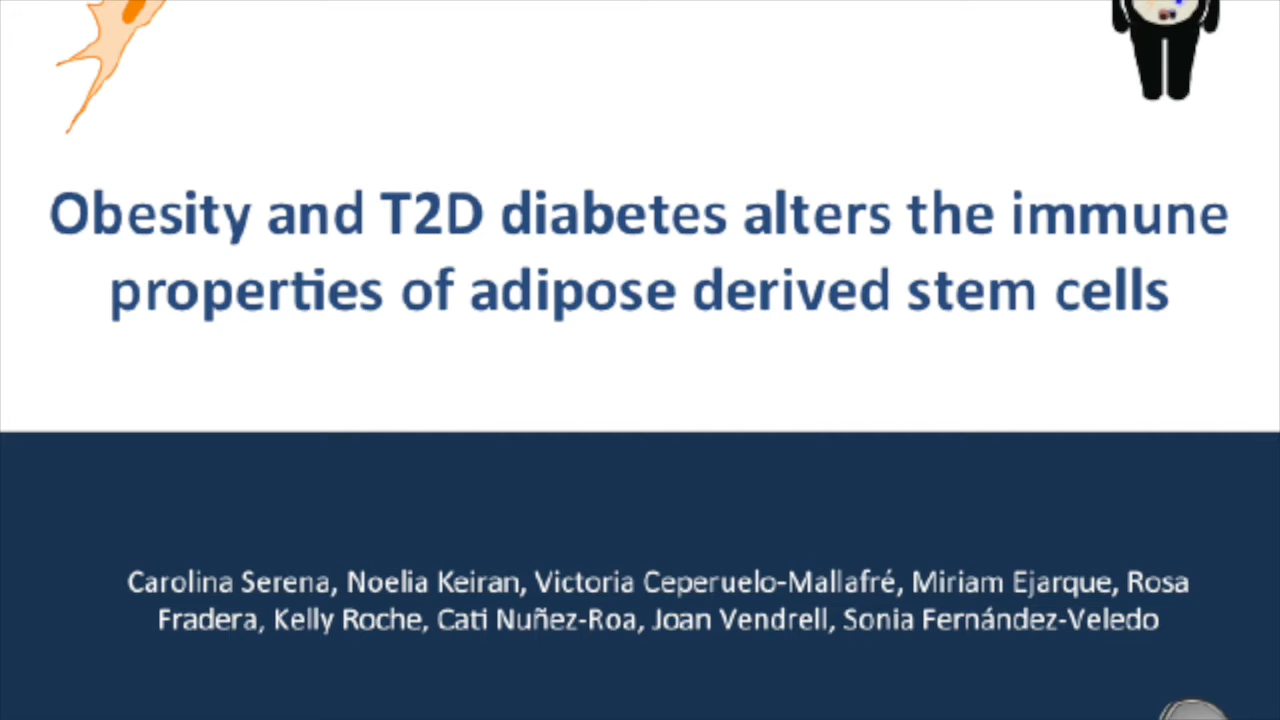 Obesity and T2D diabetes alters the immune
properties of adipose derived stem cells
Carolina Serena, Noelia Keiran, Victoria Ceperuelo-Mallafré, Miriam Ejarque, Rosa
Fradera, Kelly Roche, Cati Nuñez-Roa, Joan Vendrell, Sonia Fernández-Veledo